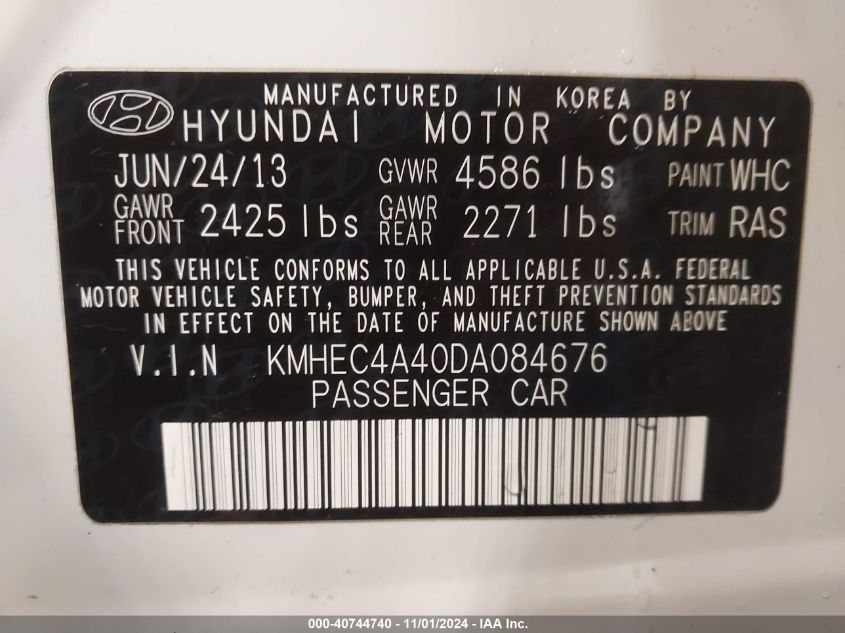 MANUFACTURED IN KOREA BY
HYUNDAI MOTOR COMPANY
JUN/24/13 GVWR 4586 lbs PAINT WHC
GAWR FRONT 2425 lbs GAWR REAR 2271 lbs TRIM RAS
THIS VEHICLE CONFORMS TO ALL APPLICABLE U.S.A. FEDERAL
MOTOR VEHICLE SAFETY, BUMPER, AND THEFT PREVENTION STANDARDS
IN EFFECT ON THE DATE OF MANUFACTURE SHOWN ABOVE
V.I.N KMHEC4A40DA084676
PASSENGER CAR
000-40744740 - 11/01/2024 - IAA Inc.